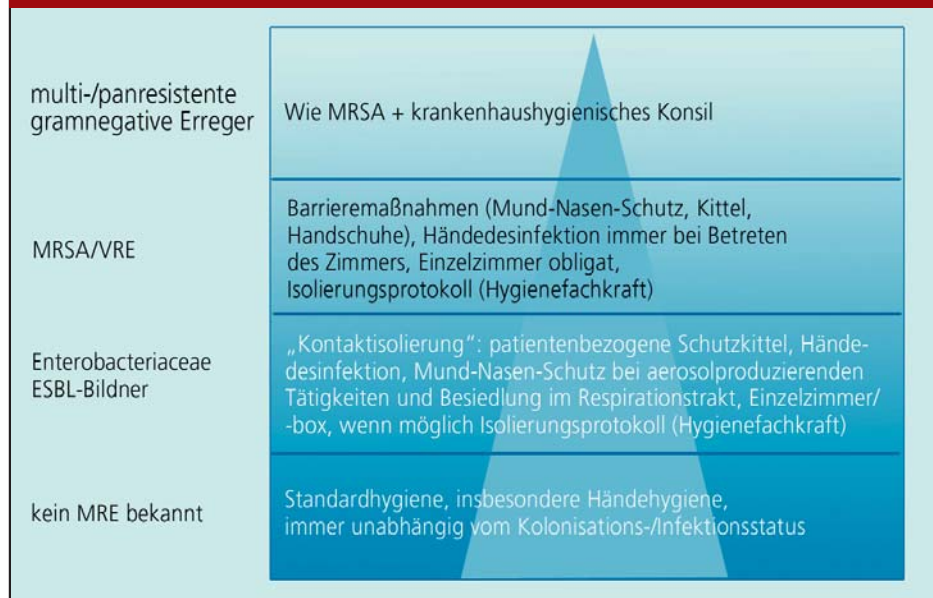 multi-/panresistente
gramnegative Erreger
Wie MRSA + krankenhaushygienisches Konsil
MRSA/VRE
Barrieremaßnahmen (Mund-Nasen-Schutz, Kittel,
Handschuhe), Händedesinfektion immer bei Betreten
des Zimmers, Einzelzimmer obligat,
Isolierungsprotokoll (Hygienefachkraft)
Enterobacteriaceae
ESBL-Bildner
„Kontaktisolierung“: patientenbezogene Schutzkittel, Hände-
desinfektion, Mund-Nasen-Schutz bei aerosolproduzierenden
Tätigkeiten und Besiedlung im Respirationstrakt, Einzelzimmer/
-box, wenn möglich Isolierungsprotokoll (Hygienefachkraft)
kein MRE bekannt
Standardhygiene, insbesondere Händehygiene,
immer unabhängig vom Kolonisations-/Infektionsstatus